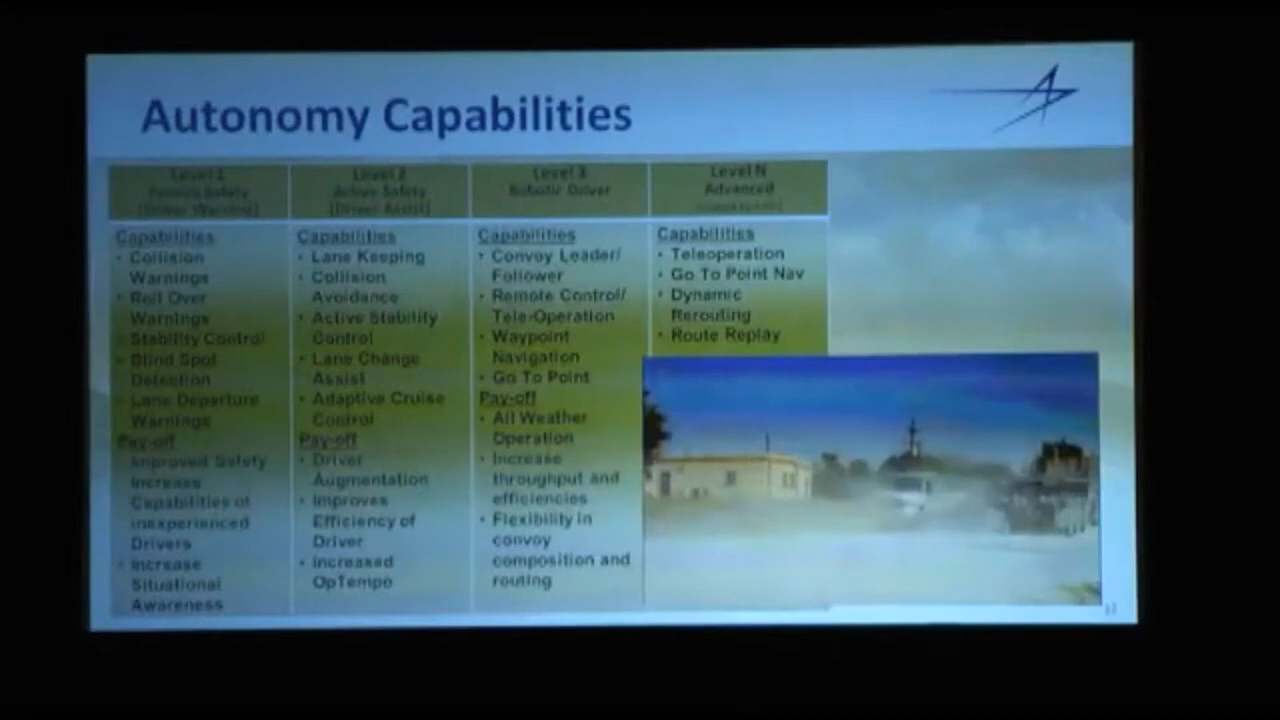 Autonomy Capabilities
Level 1
Passive Safety
(Driver Warning)
Capabilities
• Collision
Warnings
• Roll Over
Warnings
• Stability Control
• Blind Spot
Detection
• Lane Departure
Warnings
Pay-off
Improved Safety
Increase
Capabilities of
inexperienced
Drivers
• Increase
Situational
Awareness
Level 2
Active Safety
(Driver Assist)
Capabilities
• Lane Keeping
• Collision
Avoidance
• Active Stability
Control
• Lane Change
Assist
• Adaptive Cruise
Control
Pay-off
• Driver
Augmentation
• Improves
Efficiency of
Driver
• Increased
OpTempo
Level 3
Robotic Driver
Capabilities
• Convoy Leader/
Follower
• Remote Control/
Tele-Operation
• Waypoint
Navigation
• Go To Point
Pay-off
• All Weather
Operation
• Increase
throughput and
efficiencies
• Flexibility in
convoy
composition and
routing
Level N
Advanced
Capabilities
• Teleoperation
• Go To Point Nav
• Dynamic
Rerouting
• Route Replay